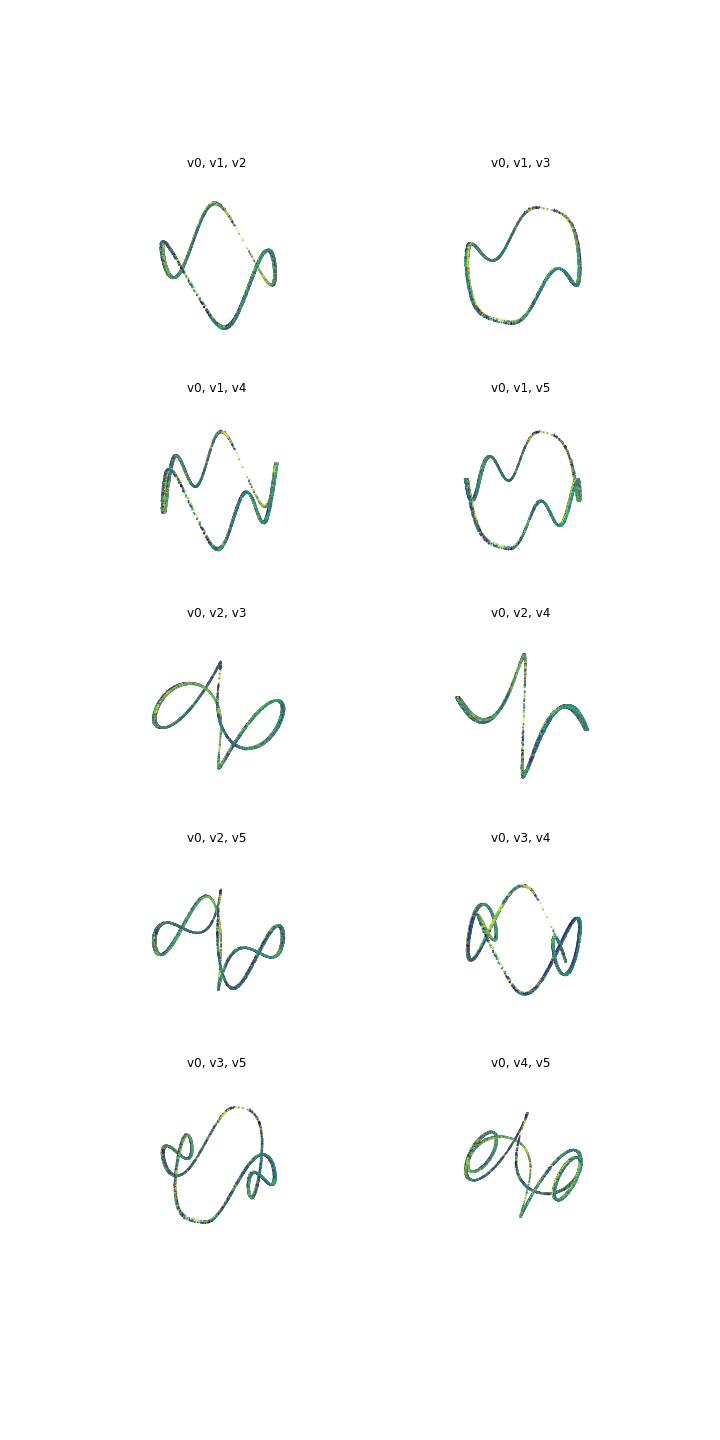 v0, v1, v2
v0, v1, v3
v0, v1, v4
v0, v1, v5
v0, v2, v3
v0, v2, v4
v0, v2, v5
v0, v3, v4
v0, v3, v5
v0, v4, v5